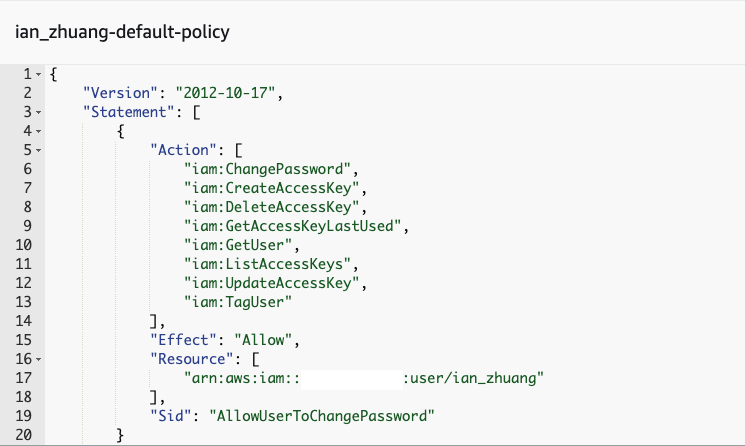 ian_zhuang-default-policy
1 {
2 "Version": "2012-10-17",
3 "Statement": [
4 {
5 "Action": [
6 "iam:ChangePassword",
7 "iam:CreateAccessKey",
8 "iam:DeleteAccessKey",
9 "iam:GetAccessKeyLastUsed",
10 "iam:GetUser",
11 "iam:ListAccessKeys",
12 "iam:UpdateAccessKey",
13 "iam:TagUser"
14 ],
15 "Effect": "Allow",
16 "Resource": [
17 "arn:aws:iam:: :user/ian_zhuang"
18 ],
19 "Sid": "AllowUserToChangePassword"
20 }